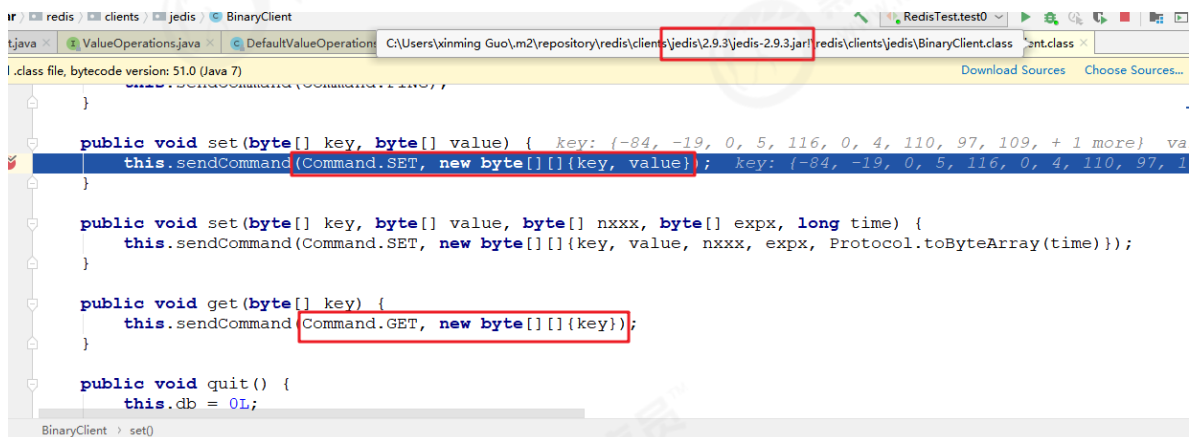 ar redis clients jedis BinaryClient RedisTest.test0
t.java ValueOperations.java DefaultValueOperations C:\Users\xinming Guo\.m2\repository\redis\clients\jedis\2.9.3\jedis-2.9.3.jar!\redis\clients\jedis\BinaryClient.class ent.class
.class file, bytecode version: 51.0 (Java 7) Download Sources Choose Sources...
this.sendCommand(Command.PING);
}
public void set(byte[] key, byte[] value) { key: {-84, -19, 0, 5, 116, 0, 4, 110, 97, 109, + 1 more} va
this.sendCommand(Command.SET, new byte[][]{key, value}); key: {-84, -19, 0, 5, 116, 0, 4, 110, 97, 1
}
public void set(byte[] key, byte[] value, byte[] nxxx, byte[] expx, long time) {
this.sendCommand(Command.SET, new byte[][]{key, value, nxxx, expx, Protocol.toByteArray(time)});
}
public void get(byte[] key) {
this.sendCommand(Command.GET, new byte[][]{key});
}
public void quit() {
this.db = 0L;
BinaryClient › set()